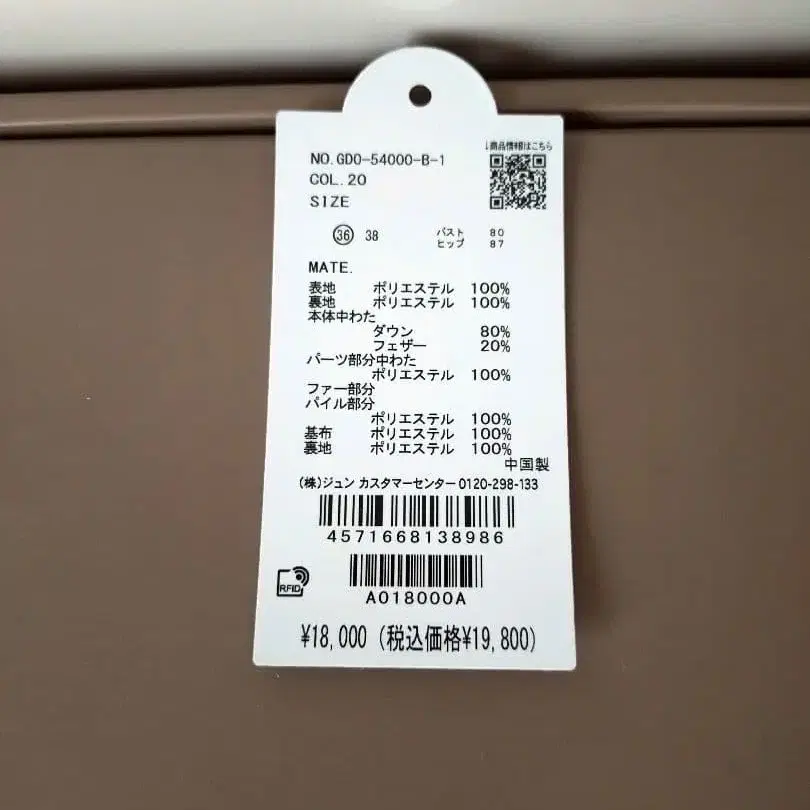 ↓商品情報はこちら
NO.GDO-54000-B-1
COL.20
SIZE
36 38 バスト 80
ヒップ 87
MATE.
表地 ポリエステル 100%
裏地 ポリエステル 100%
本体中わた
ダウン 80%
フェザー 20%
パーツ部分中わた
ポリエステル 100%
ファー部分
パイル部分
ポリエステル 100%
基布 ポリエステル 100%
裏地 ポリエステル 100%
中国製
(株)ジュン カスタマーセンター0120-298-133
4571668138986
RFID
A018000A
¥18,000(税込価格¥19,800)